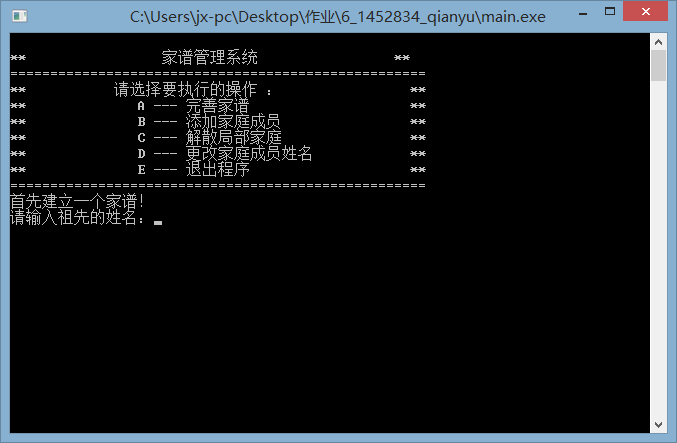 C:\Users\jx-pc\Desktop\作业\6_1452834_qianyu\main.exe
** 家谱管理系统 **
====================================================
** 请选择要执行的操作 : **
** A --- 完善家谱 **
** B --- 添加家庭成员 **
** C --- 解散局部家庭 **
** D --- 更改家庭成员姓名 **
** E --- 退出程序 **
====================================================
首先建立一个家谱!
请输入祖先的姓名: